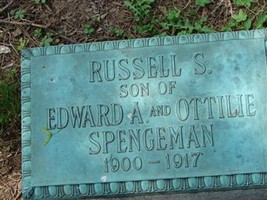 RUSSELL S.
SON OF
EDWARD A. AND OTTILIE
SPENGEMAN
1900 - 1917